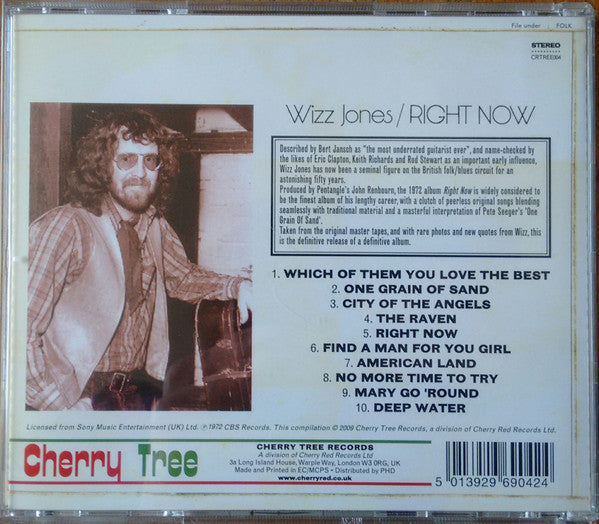 File under FOLK
STEREO
CRTREE004
Wizz Jones / RIGHT NOW
Described by Bert Jansch as "the most underrated guitarist ever", and name-checked by
the likes of Eric Clapton, Keith Richards and Rod Stewart as an important early influence,
Wizz Jones has now been a seminal figure on the British folk/blues circuit for an
astonishing fifty years.
Produced by Pentangle's John Renbourn, the 1972 album Right Now is widely considered to
be the finest album of his lengthy career, with a clutch of peerless original songs blending
seamlessly with traditional material and a masterful interpretation of Pete Seeger's 'One
Grain Of Sand'.
Taken from the original master tapes, and with rare photos and new quotes from Wizz, this
is the definitive release of a definitive album.
1. WHICH OF THEM YOU LOVE THE BEST
2. ONE GRAIN OF SAND
3. CITY OF THE ANGELS
4. THE RAVEN
5. RIGHT NOW
6. FIND A MAN FOR YOU GIRL
7. AMERICAN LAND
8. NO MORE TIME TO TRY
9. MARY GO 'ROUND
10. DEEP WATER
Licensed from Sony Music Entertainment (UK) Ltd. ℗ 1972 CBS Records. This compilation © 2009 Cherry Tree Records, a division of Cherry Red Records Ltd.
Cherry Tree
CHERRY TREE RECORDS
A division of Cherry Red Records Ltd
3a Long Island House, Warple Way, London W3 0RG, UK
Made and Printed in EC/MCPS • Distributed by PHD
www.cherryred.co.uk
5 013929 690424